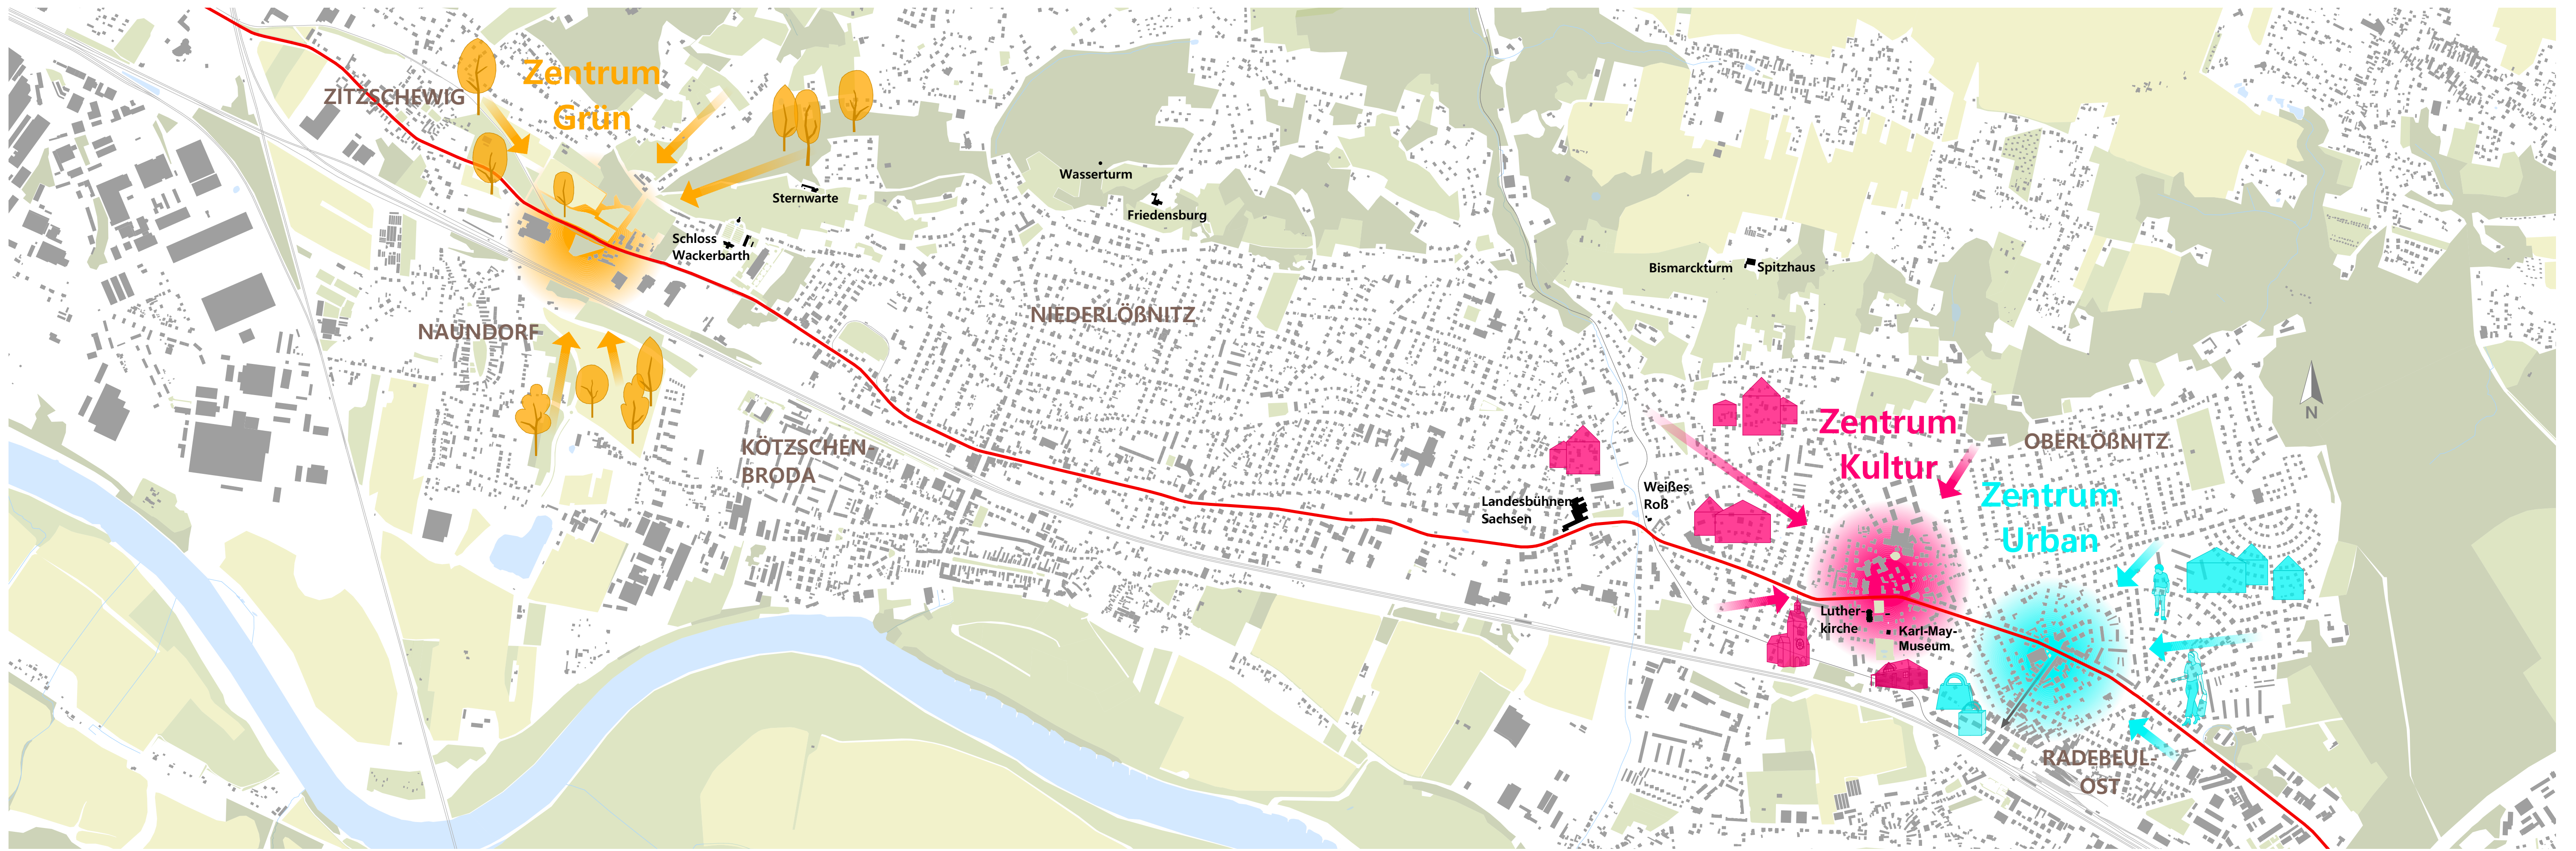 ZITZSCHEWIG
Zentrum
Grün
Sternwarte
Schloss
Wackerbarth
Wasserturm
Friedensburg
Bismarckturm
Spitzhaus
NIEDERLÖßNITZ
NAUNDORF
KÖTZSCHEN-
BRODA
Landesbühnen
Sachsen
Weißes
Roß
Zentrum
Kultur
OBERLÖßNITZ
Zentrum
Urban
N
Luther-
kirche
Karl-May-
Museum
RADEBEUL-
OST